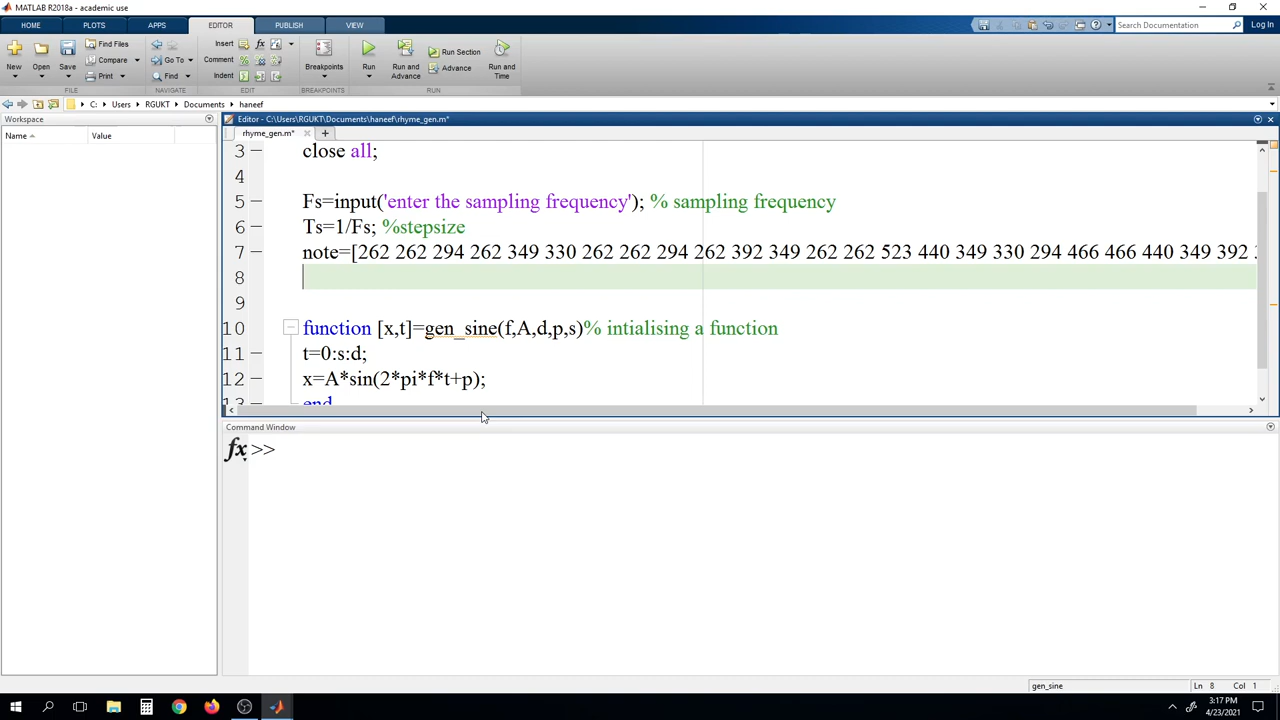 MATLAB R2018a - academic use
HOME PLOTS APPS EDITOR PUBLISH VIEW Search Documentation Log In
New Open Save Find Files Compare Print Go To Find Insert Comment Indent Breakpoints Run Run and Advance Run Section Advance Run and Time
FILE NAVIGATE EDIT BREAKPOINTS RUN
C: Users RGUKT Documents haneef
Workspace
Name Value
Editor - C:\Users\RGUKT\Documents\haneef\rhyme_gen.m*
rhyme_gen.m*
3 close all;
4
5 Fs=input('enter the sampling frequency'); % sampling frequency
6 Ts=1/Fs; %stepsize
7 note=[262 262 294 262 349 330 262 262 294 262 392 349 262 262 523 440 349 330 294 466 466 440 349 392
8
9
10 function [x,t]=gen_sine(f,A,d,p,s)% intialising a function
11 t=0:s:d;
12 x=A*sin(2*pi*f*t+p);
13 end
Command Window
fx >>
gen_sine Ln 8 Col 1
3:17 PM
4/23/2021